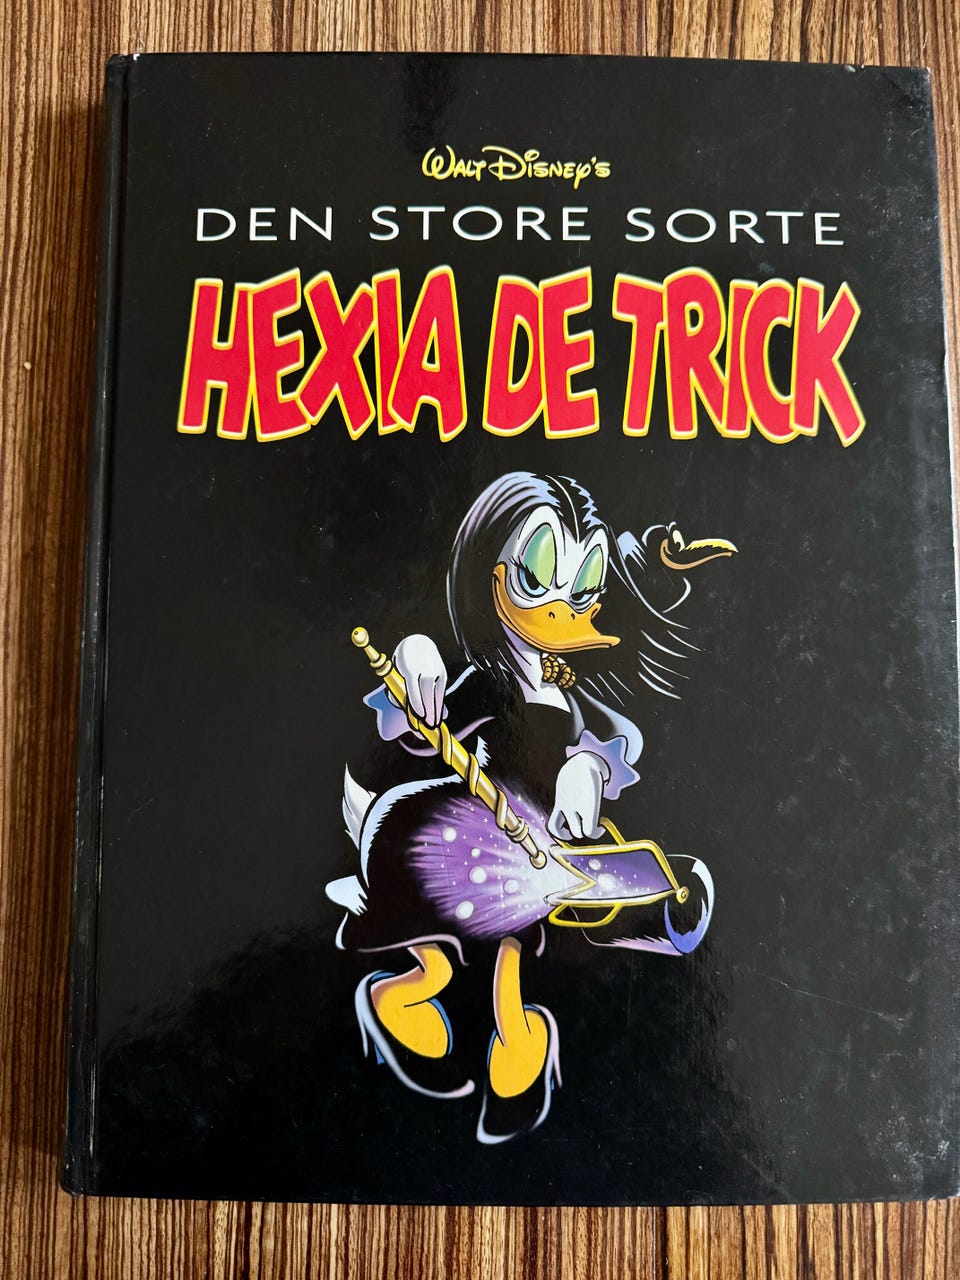 WALT DISNEY'S
DEN STORE SORTE
HEXIA DE TRICK